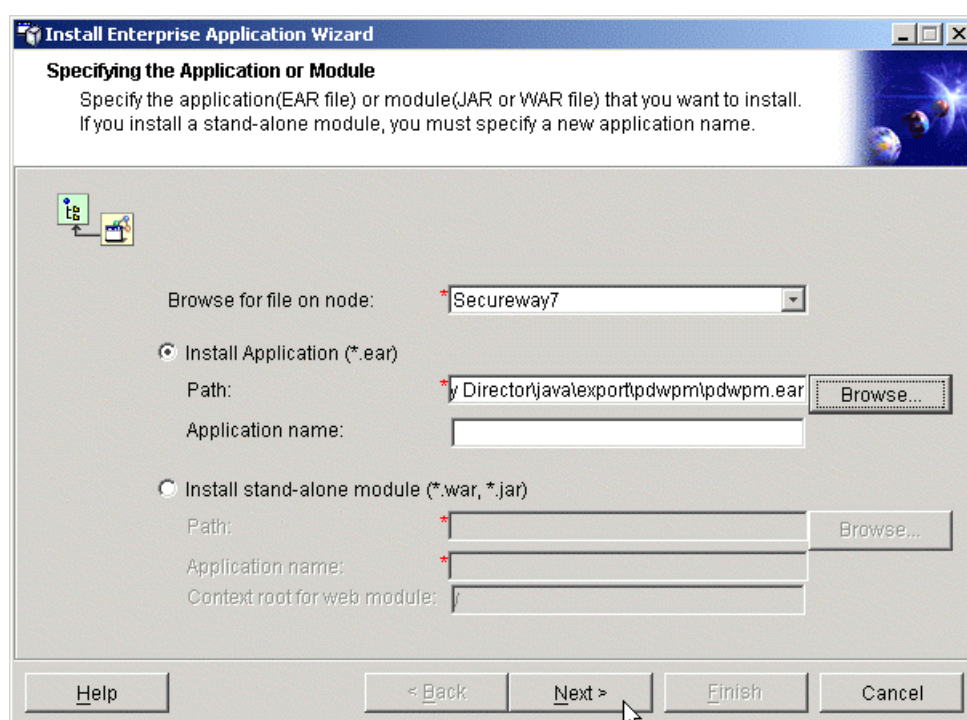 Install Enterprise Application Wizard
Specifying the Application or Module
Specify the application(EAR file) or module(JAR or WAR file) that you want to install.
If you install a stand-alone module, you must specify a new application name.
Browse for file on node: *Secureway7
Install Application (*.ear)
Path: *y Director\java\export\pdwpm\pdwpm.ear Browse...
Application name:
Install stand-alone module (*.war, *.jar)
Path: * Browse...
Application name: *
Context root for web module: /
Help < Back Next > Finish Cancel